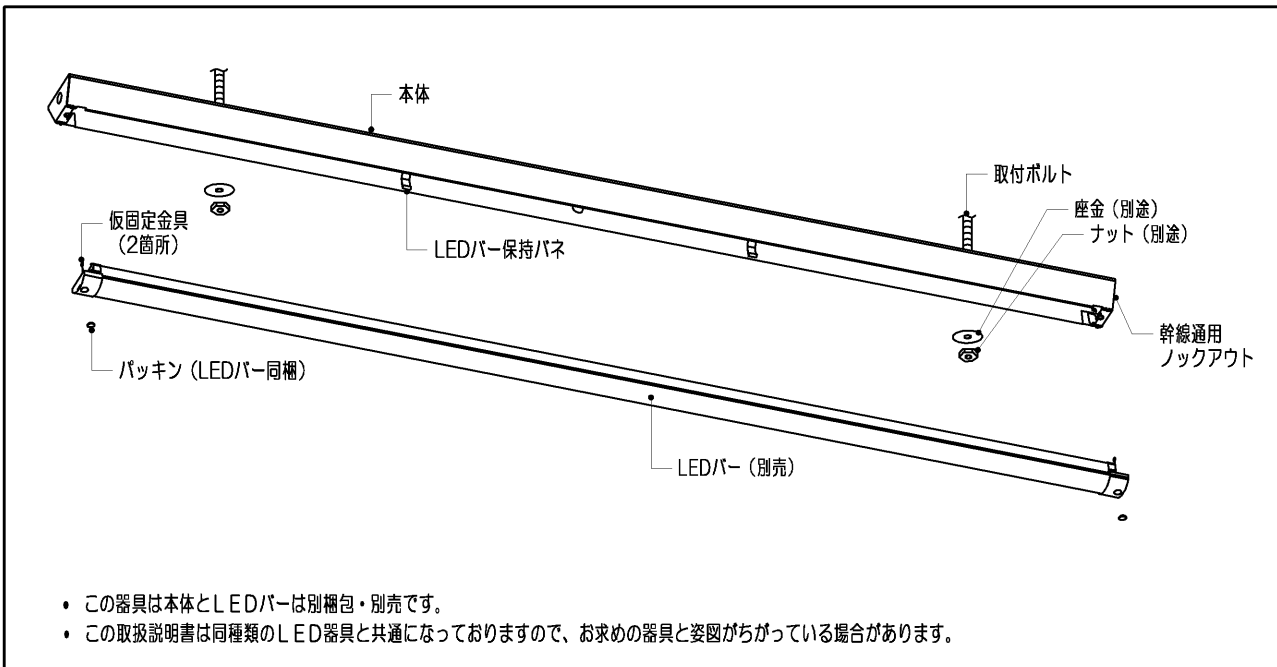 本体
取付ボルト
座金（別途）
ナット（別途）
仮固定金具
（2箇所）
LEDバー保持バネ
幹線通用
ノックアウト
パッキン（LEDバー同梱）
LEDバー（別売）
• この器具は本体とＬＥＤバーは別梱包・別売です。
• この取扱説明書は同種類のＬＥＤ器具と共通になっておりますので、お求めの器具と姿図がちがっている場合があります。